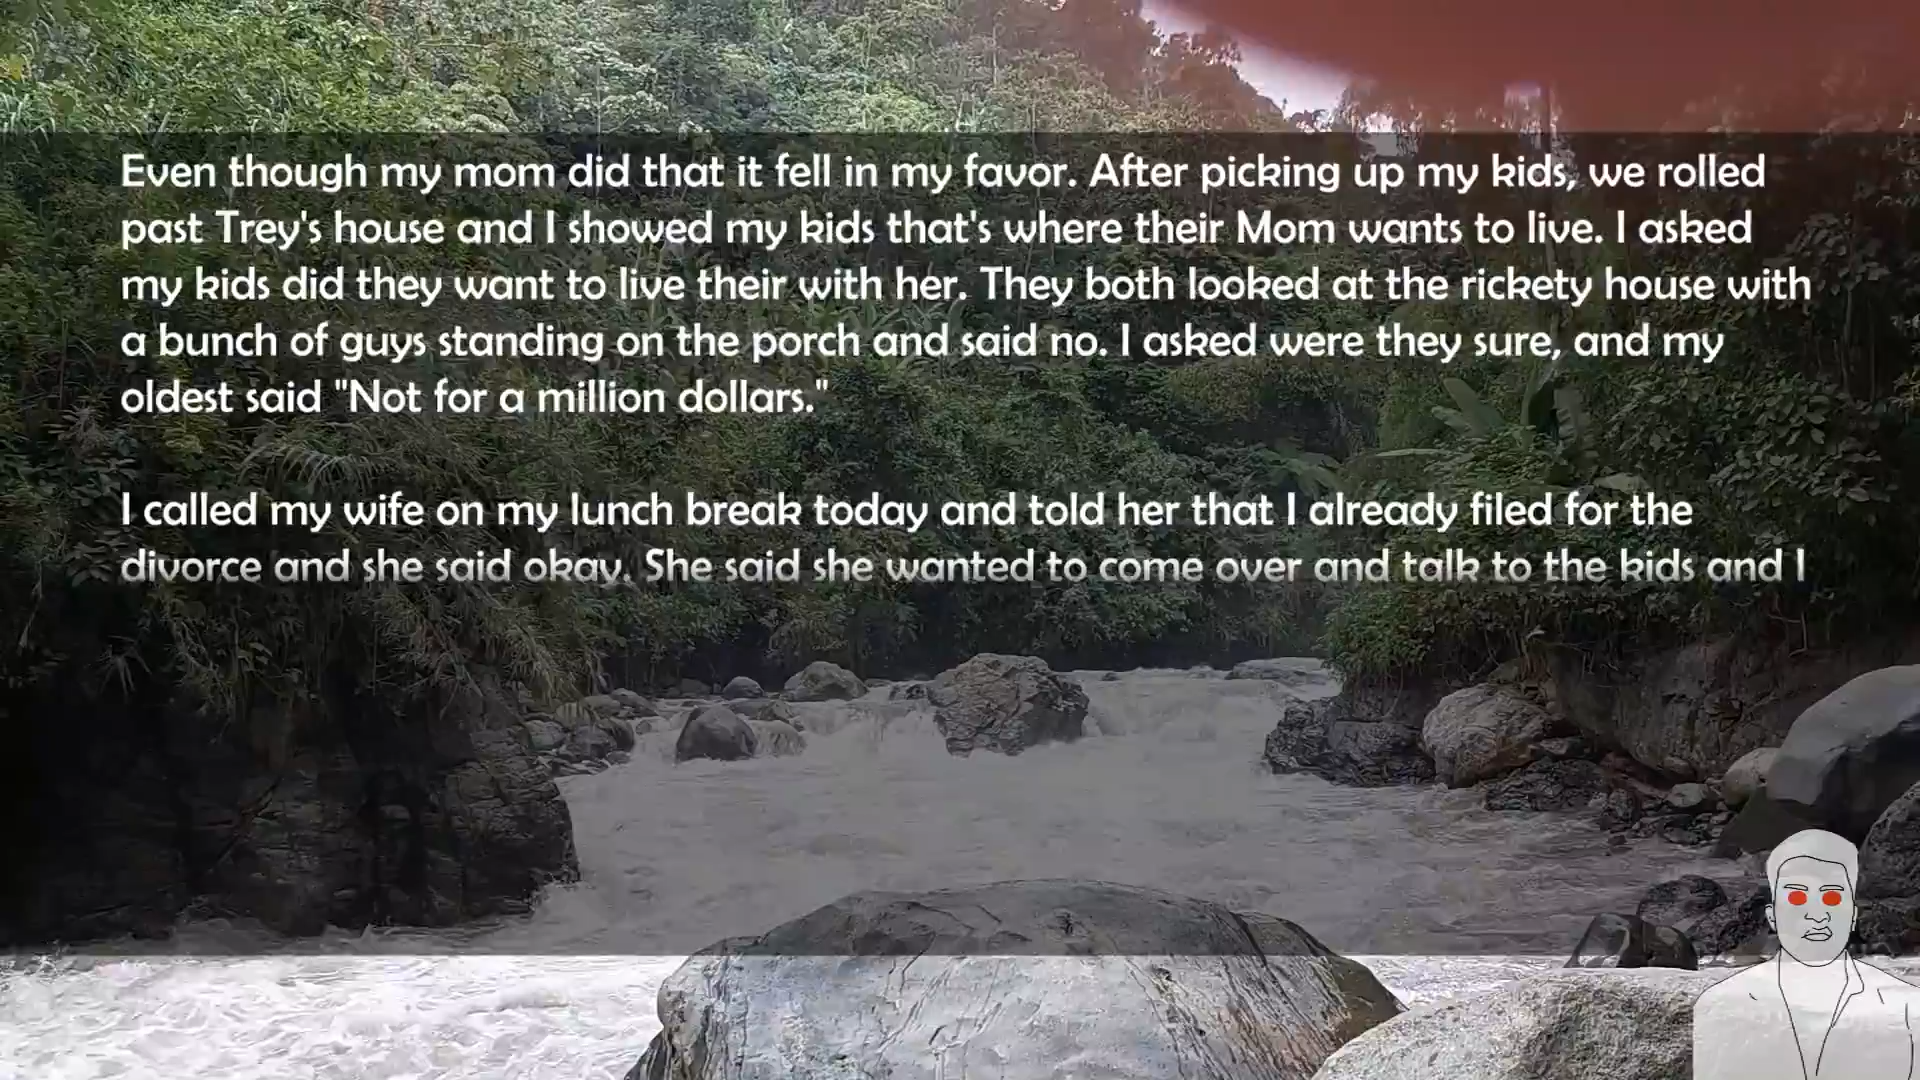 Even though my mom did that it fell in my favor. After picking up my kids, we rolled
past Trey's house and I showed my kids that's where their Mom wants to live. I asked
my kids did they want to live their with her. They both looked at the rickety house with
a bunch of guys standing on the porch and said no. I asked were they sure, and my
oldest said "Not for a million dollars."
I called my wife on my lunch break today and told her that I already filed for the
divorce and she said okay. She said she wanted to come over and talk to the kids and I